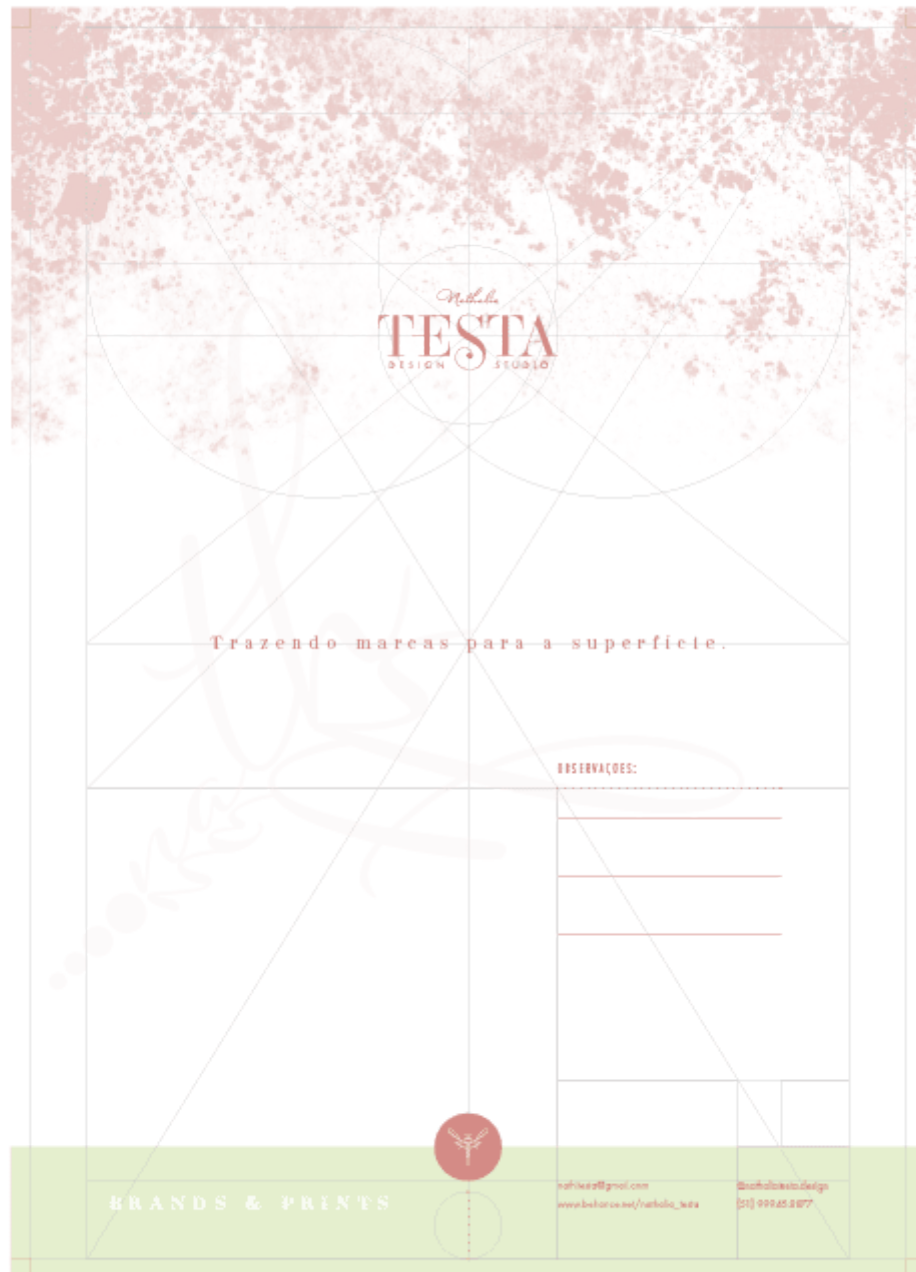 Nathalia
TESTA
DESIGN STUDIO
Trazendo marcas para a superfície.
OBSERVAÇÕES:
BRANDS & PRINTS
www.behance.net/nathalia_testa
@nathaliatesta.design